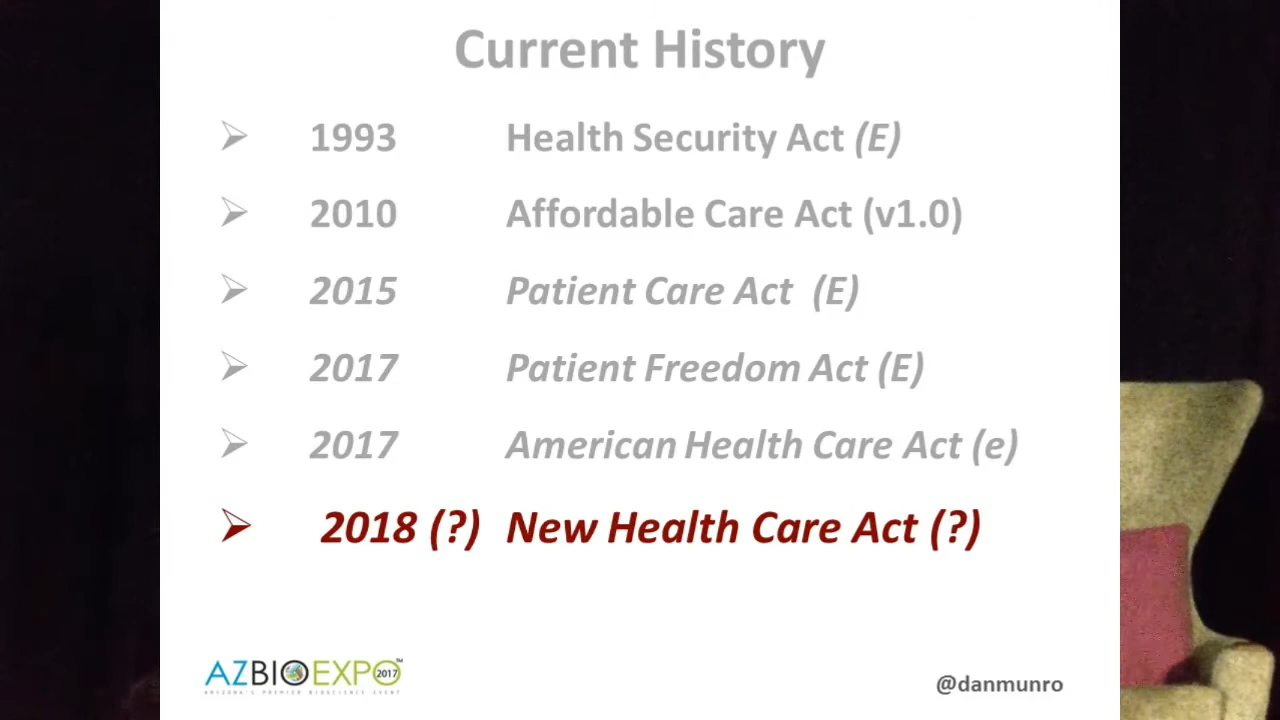 Current History
1993 Health Security Act (E)
2010 Affordable Care Act (v1.0)
2015 Patient Care Act (E)
2017 Patient Freedom Act (E)
2017 American Health Care Act (e)
2018 (?) New Health Care Act (?)
AZBIOEXPO 2017 ™
ARIZONA'S PREMIER BIOSCIENCE EVENT
@danmunro